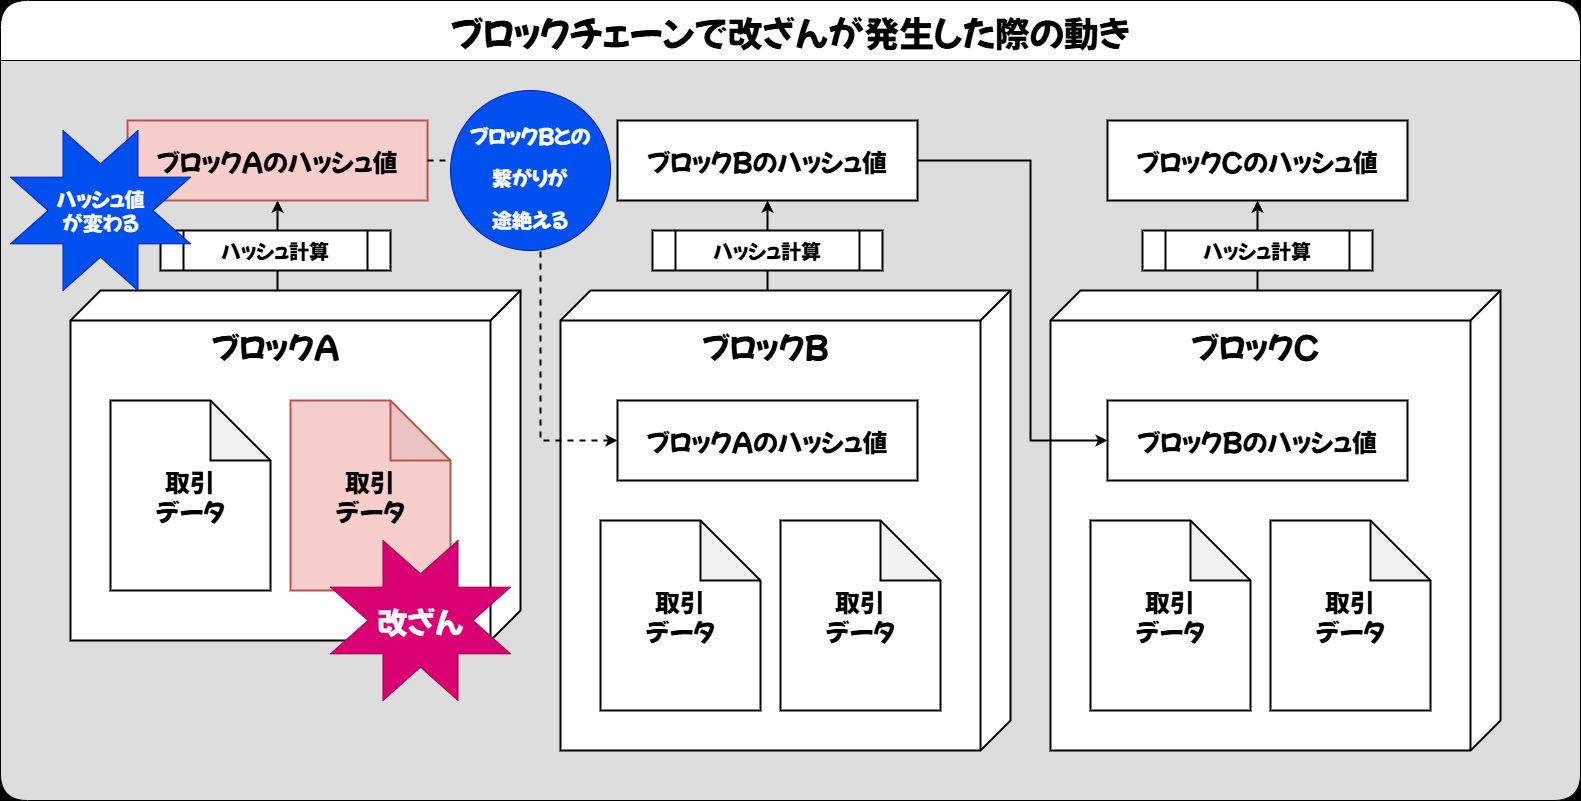 ブロックチェーンで改ざんが発生した際の動き
ブロックAのハッシュ値
ハッシュ値
が変わる
ブロックBとの
繋がりが
途絶える
ブロックBのハッシュ値
ブロックCのハッシュ値
ハッシュ計算
ハッシュ計算
ハッシュ計算
ブロックA
取引
データ
取引
データ
改ざん
ブロックB
ブロックAのハッシュ値
取引
データ
取引
データ
ブロックC
ブロックBのハッシュ値
取引
データ
取引
データ